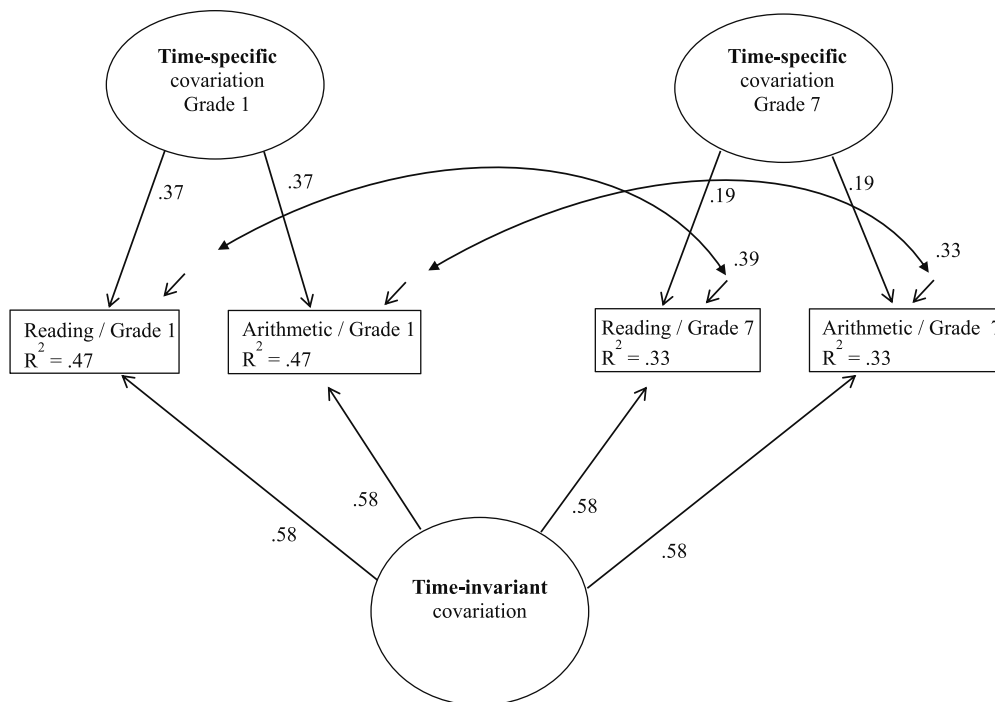 Time-specific
covariation
Grade 1
Time-specific
covariation
Grade 7
.37
.37
.19
.19
.39
.33
Reading / Grade 1
R² = .47
Arithmetic / Grade 1
R² = .47
Reading / Grade 7
R² = .33
Arithmetic / Grade 7
R² = .33
.58
.58
.58
.58
Time-invariant
covariation